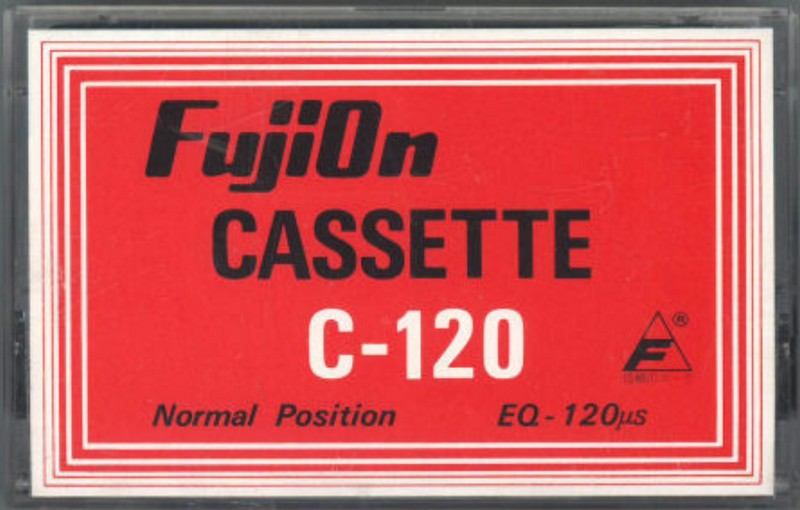 FujiOn
CASSETTE
C-120
F®
Normal Position EQ-120μs